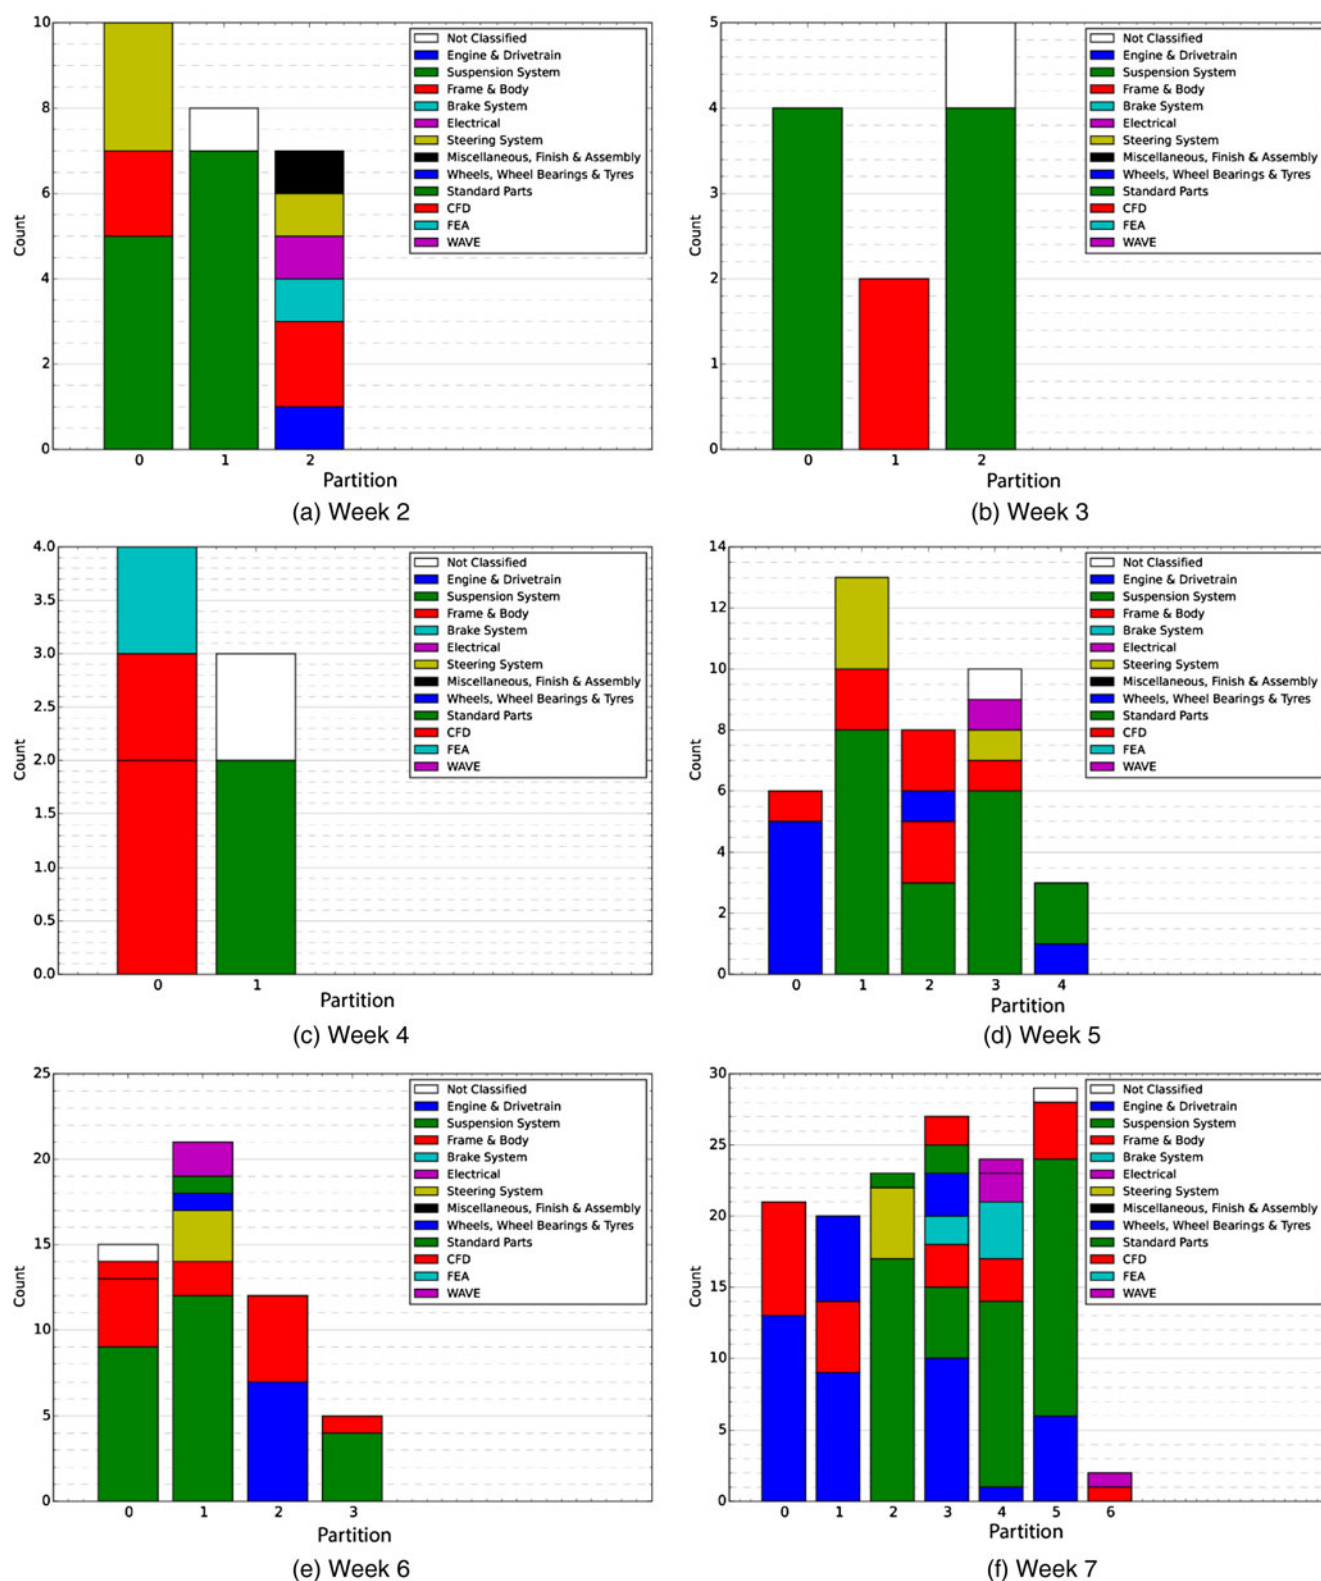 10
8
6
4
2
0
Count
0 1 2
Partition
Not Classified
Engine & Drivetrain
Suspension System
Frame & Body
Brake System
Electrical
Steering System
Miscellaneous, Finish & Assembly
Wheels, Wheel Bearings & Tyres
Standard Parts
CFD
FEA
WAVE
(a) Week 2
5
4
3
2
1
0
Count
0 1 2
Partition
Not Classified
Engine & Drivetrain
Suspension System
Frame & Body
Brake System
Electrical
Steering System
Miscellaneous, Finish & Assembly
Wheels, Wheel Bearings & Tyres
Standard Parts
CFD
FEA
WAVE
(b) Week 3
4.0
3.5
3.0
2.5
2.0
1.5
1.0
0.5
0.0
Count
0 1
Partition
Not Classified
Engine & Drivetrain
Suspension System
Frame & Body
Brake System
Electrical
Steering System
Miscellaneous, Finish & Assembly
Wheels, Wheel Bearings & Tyres
Standard Parts
CFD
FEA
WAVE
(c) Week 4
14
12
10
8
6
4
2
0
Count
0 1 2 3 4
Partition
Not Classified
Engine & Drivetrain
Suspension System
Frame & Body
Brake System
Electrical
Steering System
Miscellaneous, Finish & Assembly
Wheels, Wheel Bearings & Tyres
Standard Parts
CFD
FEA
WAVE
(d) Week 5
25
20
15
10
5
0
Count
0 1 2 3
Partition
Not Classified
Engine & Drivetrain
Suspension System
Frame & Body
Brake System
Electrical
Steering System
Miscellaneous, Finish & Assembly
Wheels, Wheel Bearings & Tyres
Standard Parts
CFD
FEA
WAVE
(e) Week 6
30
25
20
15
10
5
0
Count
0 1 2 3 4 5 6
Partition
Not Classified
Engine & Drivetrain
Suspension System
Frame & Body
Brake System
Electrical
Steering System
Miscellaneous, Finish & Assembly
Wheels, Wheel Bearings & Tyres
Standard Parts
CFD
FEA
WAVE
(f) Week 7